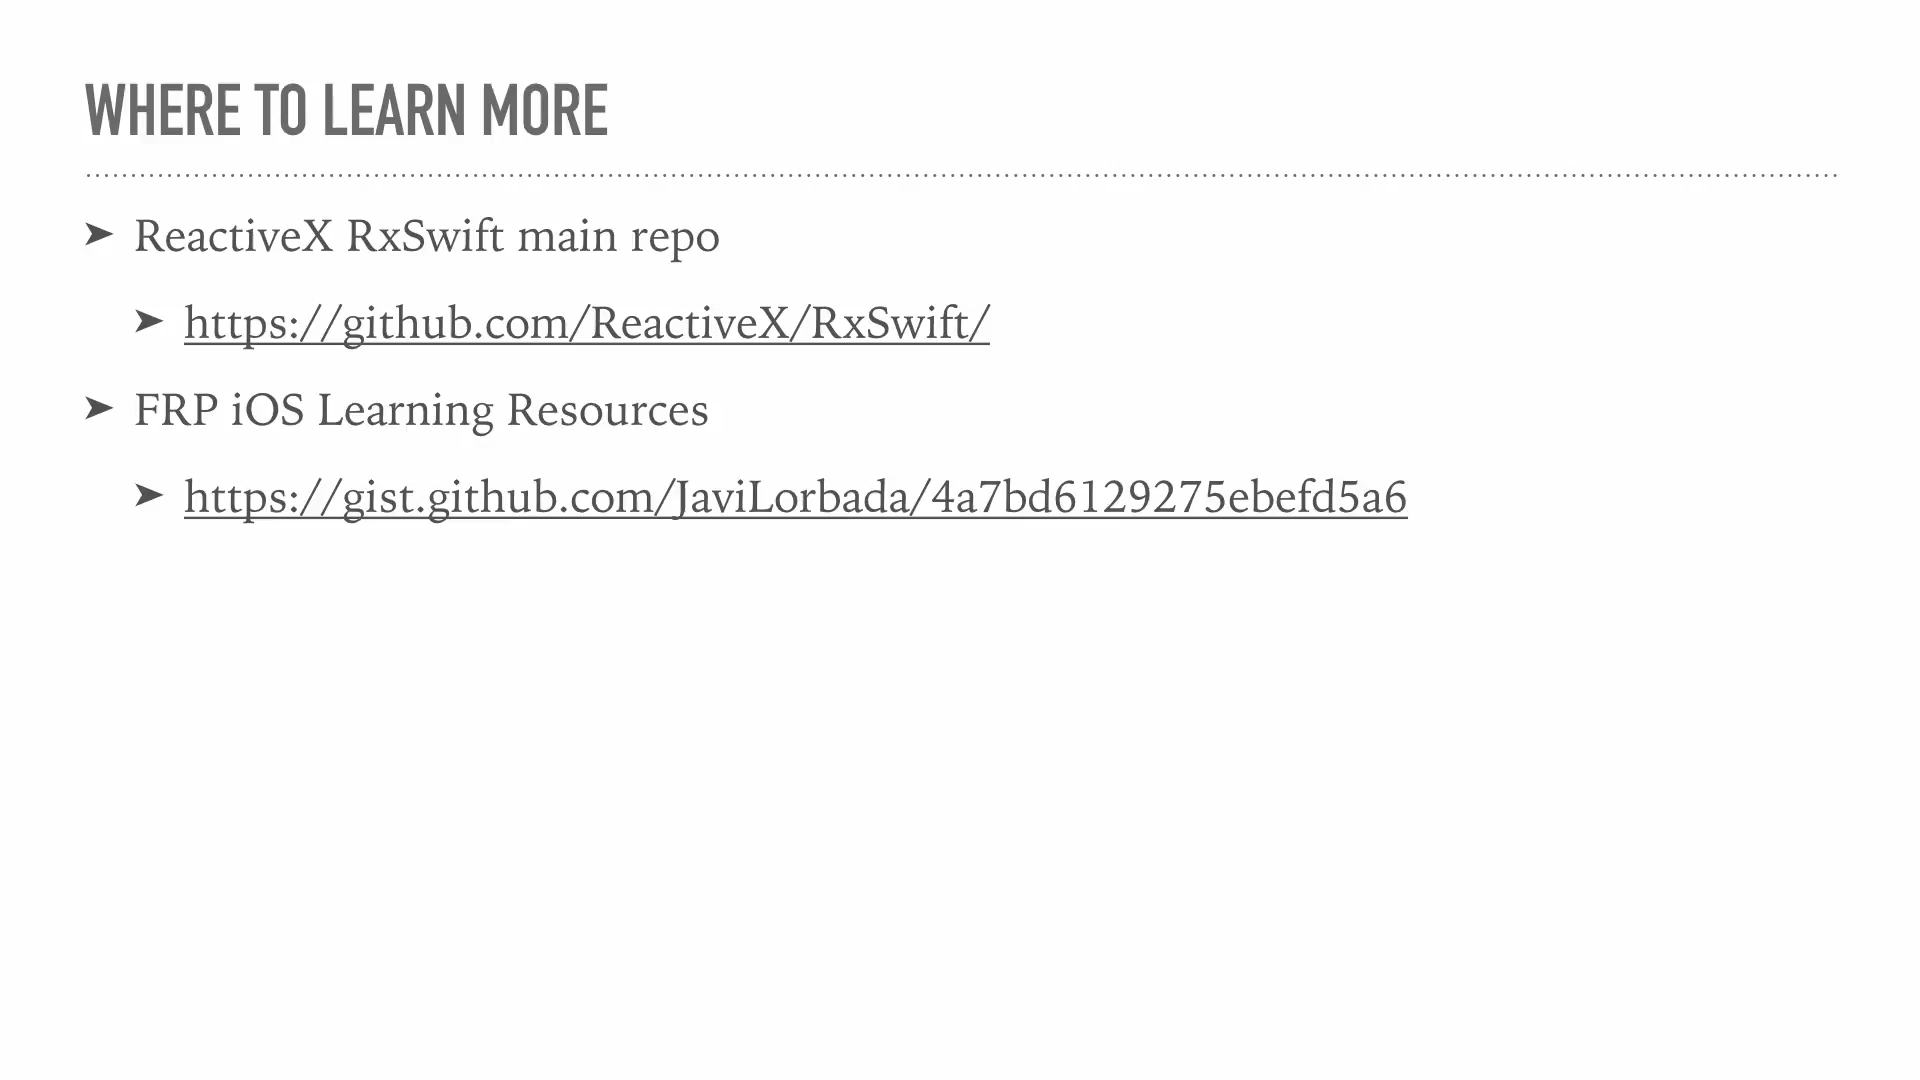 WHERE TO LEARN MORE
➤ ReactiveX RxSwift main repo
➤ https://github.com/ReactiveX/RxSwift/
➤ FRP iOS Learning Resources
➤ https://gist.github.com/JaviLorbada/4a7bd6129275ebefd5a6